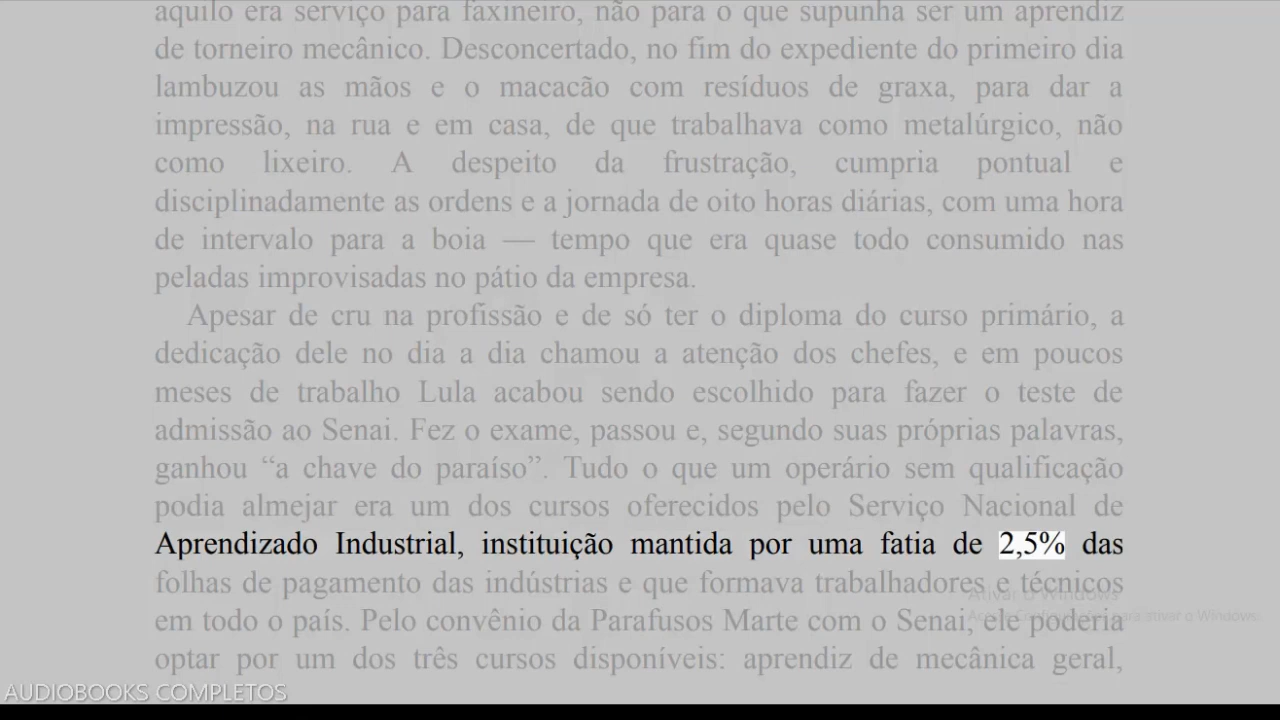 aquilo era serviço para faxineiro, não para o que supunha ser um aprendiz
de torneiro mecânico. Desconcertado, no fim do expediente do primeiro dia
lambuzou as mãos e o macacão com resíduos de graxa, para dar a
impressão, na rua e em casa, de que trabalhava como metalúrgico, não
como lixeiro. A despeito da frustração, cumpria pontual e
disciplinadamente as ordens e a jornada de oito horas diárias, com uma hora
de intervalo para a boia — tempo que era quase todo consumido nas
peladas improvisadas no pátio da empresa.
Apesar de cru na profissão e de só ter o diploma do curso primário, a
dedicação dele no dia a dia chamou a atenção dos chefes, e em poucos
meses de trabalho Lula acabou sendo escolhido para fazer o teste de
admissão ao Senai. Fez o exame, passou e, segundo suas próprias palavras,
ganhou “a chave do paraíso”. Tudo o que um operário sem qualificação
podia almejar era um dos cursos oferecidos pelo Serviço Nacional de
Aprendizado Industrial, instituição mantida por uma fatia de 2,5% das
folhas de pagamento das indústrias e que formava trabalhadores e técnicos
em todo o país. Pelo convênio da Parafusos Marte com o Senai, ele poderia
optar por um dos três cursos disponíveis: aprendiz de mecânica geral,
Ativar o Windows
para ativar o Windows.
AUDIOBOOKS COMPLETOS